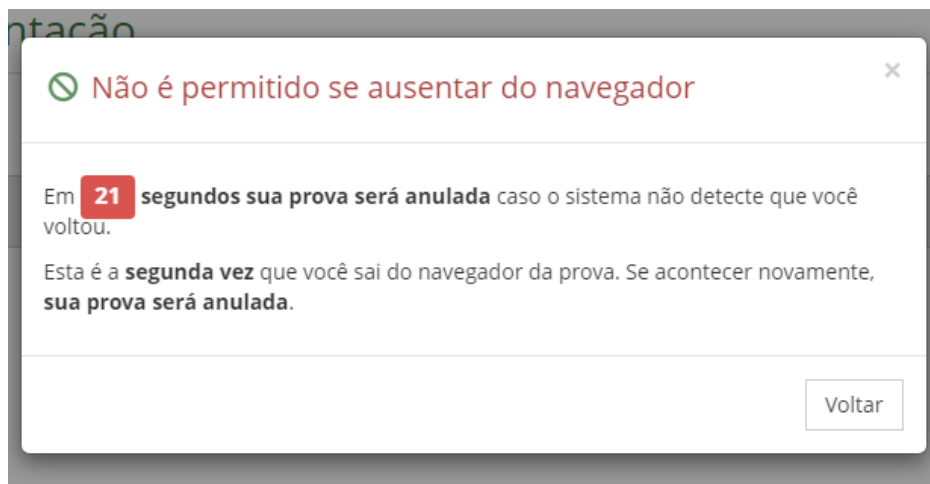 ntação
Não é permitido se ausentar do navegador
×
Em 21 segundos sua prova será anulada caso o sistema não detecte que você
voltou.
Esta é a segunda vez que você sai do navegador da prova. Se acontecer novamente,
sua prova será anulada.
Voltar